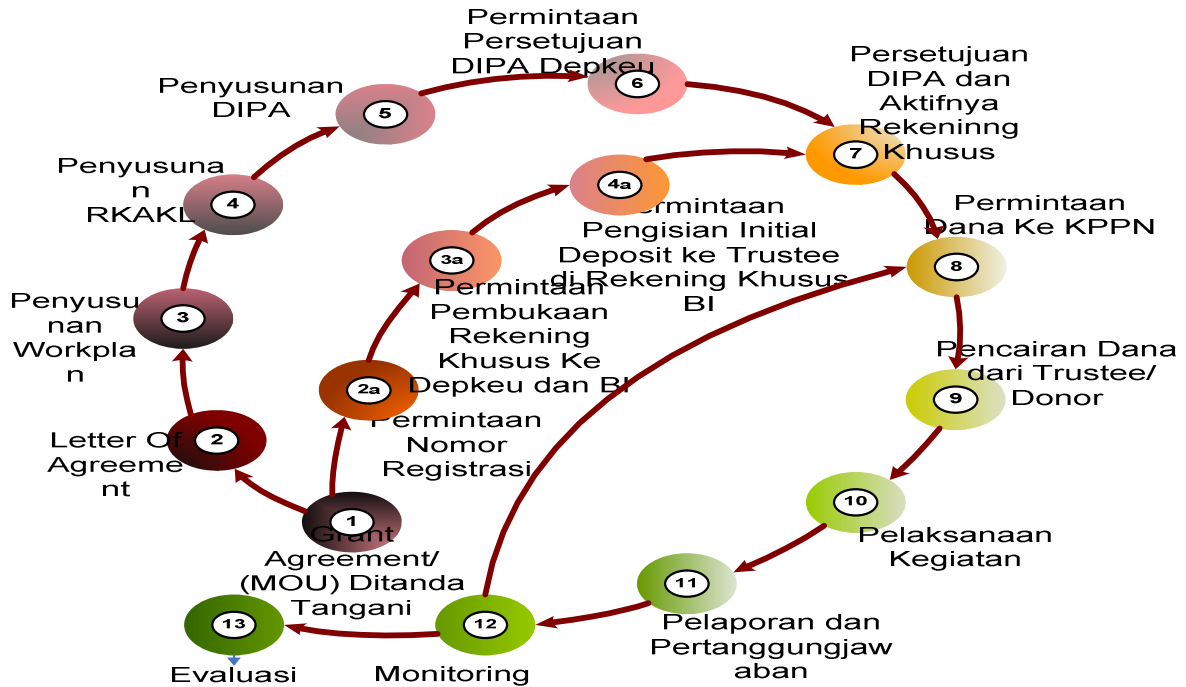 1
Grant
Agreement/
(MOU) Ditanda
Tangani
2
Letter Of
Agreeme
nt
3
Penyusu
nan
Workpla
n
4
Penyusuna
n
RKAKL
5
Penyusunan
DIPA
6
Permintaan
Persetujuan
DIPA Depkeu
2a
Permintaan
Nomor
Registrasi
3a
Permintaan
Pembukaan
Rekening
Khusus Ke
Depkeu dan BI
4a
Permintaan
Pengisian Initial
Deposit ke Trustee
di Rekening Khusus
BI
7
Persetujuan
DIPA dan
Aktifnya
Rekeninng
Khusus
8
Permintaan
Dana Ke KPPN
9
Pencairan Dana
dari Trustee/
Donor
10
Pelaksanaan
Kegiatan
11
Pelaporan dan
Pertanggungjaw
aban
12
Monitoring
13
Evaluasi